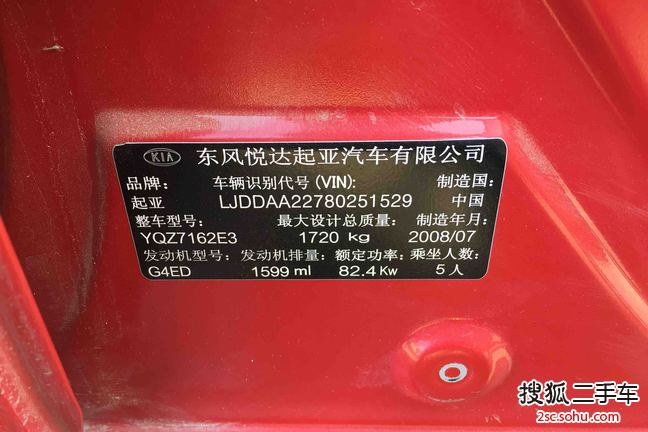 KIA 东风悦达起亚汽车有限公司
品牌: 车辆识别代号(VIN): 制造国:
起亚 LJDDAA22780251529 中国
整车型号: 最大设计总质量: 制造年月:
YQZ7162E3 1720 kg 2008/07
发动机型号: 发动机排量: 额定功率: 乘坐人数:
G4ED 1599 ml 82.4 Kw 5人
搜狐二手车
2sc.sohu.com